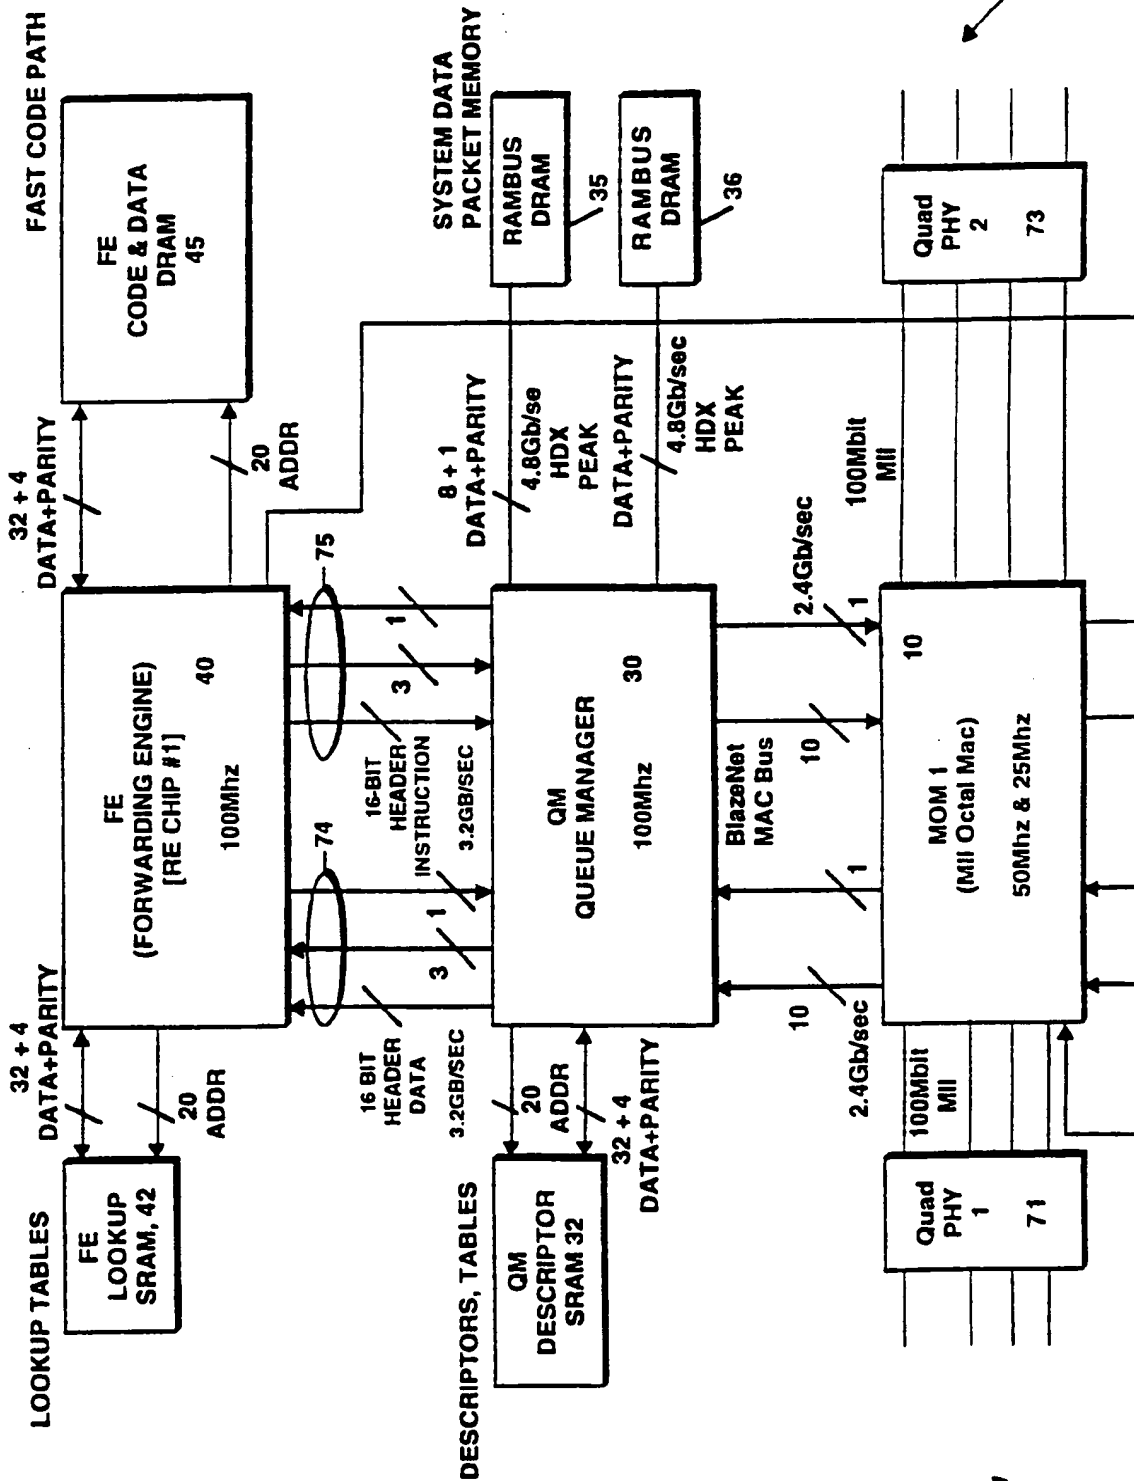 LOOKUP TABLES
FE
LOOKUP
SRAM, 42
32 + 4
DATA+PARITY
20
ADDR
FE
(FORWARDING ENGINE)
[RE CHIP #1]
40
100Mhz
32 + 4
DATA+PARITY
20
ADDR
FAST CODE PATH
FE
CODE & DATA
DRAM
45
74
16 BIT
HEADER
DATA
3.2GB/SEC
3
1
16-BIT
HEADER
INSTRUCTION
3.2GB/SEC
3
1
75
DESCRIPTORS, TABLES
QM
DESCRIPTOR
SRAM 32
20
ADDR
32 + 4
DATA+PARITY
QM
QUEUE MANAGER
30
100Mhz
8 + 1
DATA+PARITY
4.8Gb/se
HDX
PEAK
DATA+PARITY
4.8Gb/sec
HDX
PEAK
SYSTEM DATA
PACKET MEMORY
RAMBUS
DRAM
35
RAMBUS
DRAM
36
10
2.4Gb/sec
1
BlazeNet
MAC Bus
10
2.4Gb/sec
1
Quad
PHY
1
71
100Mbit
MII
MOM 1
(MII Octal Mac)
10
50Mhz & 25Mhz
100Mbit
MII
Quad
PHY
2
73